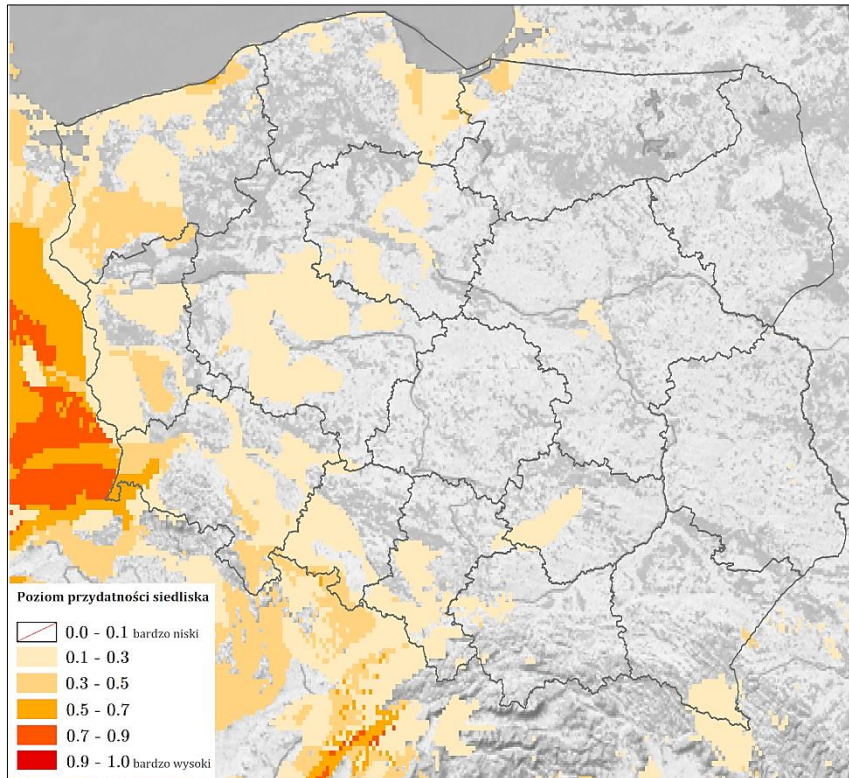 Poziom przydatności siedliska
0.0 - 0.1 bardzo niski
0.1 - 0.3
0.3 - 0.5
0.5 - 0.7
0.7 - 0.9
0.9 - 1.0 bardzo wysoki